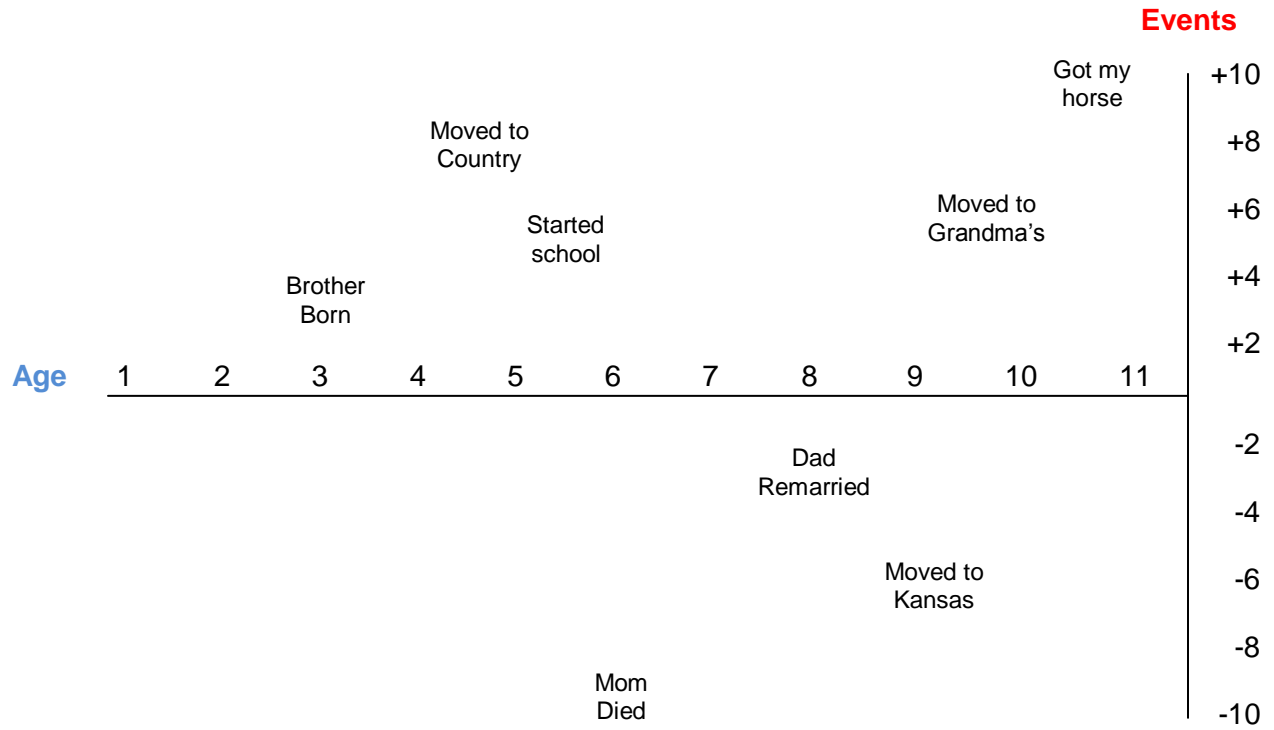 Events
Got my
horse
+10
Moved to
Country
+8
Started
school
Moved to
Grandma’s
+6
Brother
Born
+4
+2
Age 1 2 3 4 5 6 7 8 9 10 11
Dad
Remarried
-2
-4
Moved to
Kansas
-6
-8
Mom
Died
-10